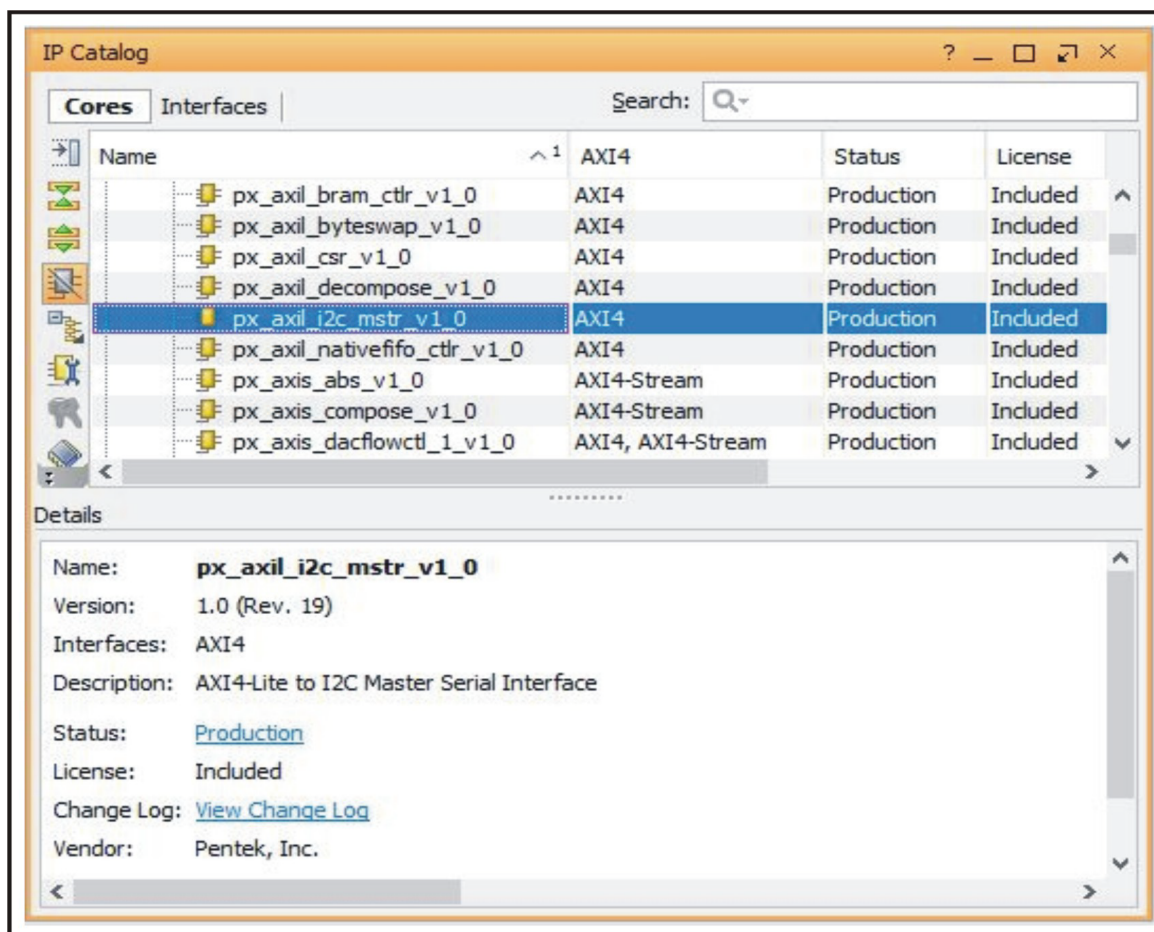 IP Catalog ?
Cores Interfaces Search:
Name 1 AXI4 Status License
px_axil_bram_ctlr_v1_0 AXI4 Production Included
px_axil_byteswap_v1_0 AXI4 Production Included
px_axil_csr_v1_0 AXI4 Production Included
px_axil_decompose_v1_0 AXI4 Production Included
px_axil_i2c_mstr_v1_0 AXI4 Production Included
px_axil_nativefifo_ctlr_v1_0 AXI4 Production Included
px_axis_abs_v1_0 AXI4-Stream Production Included
px_axis_compose_v1_0 AXI4-Stream Production Included
px_axis_dacflowctl_1_v1_0 AXI4, AXI4-Stream Production Included
Details
Name: px_axil_i2c_mstr_v1_0
Version: 1.0 (Rev. 19)
Interfaces: AXI4
Description: AXI4-Lite to I2C Master Serial Interface
Status: Production
License: Included
Change Log: View Change Log
Vendor: Pentek, Inc.